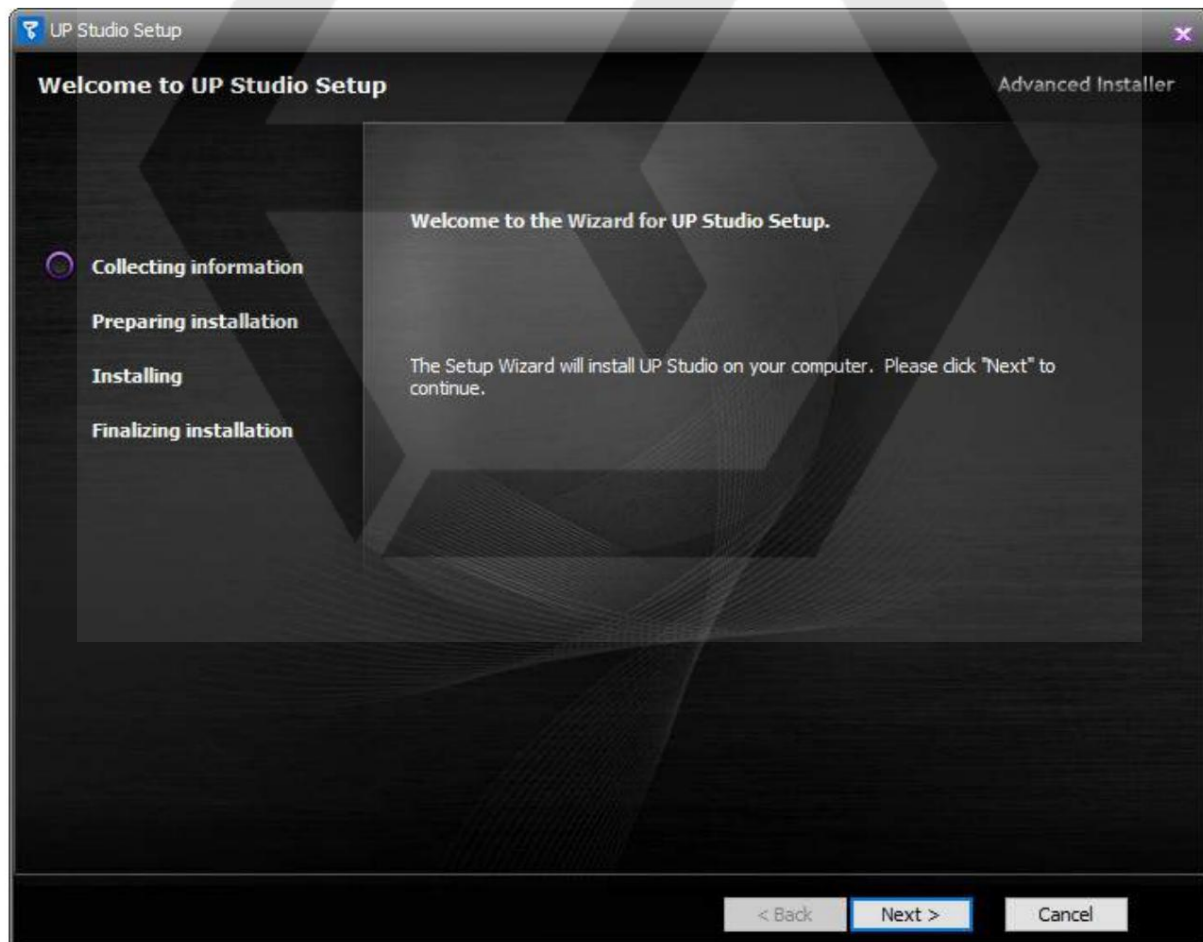 UP Studio Setup
Welcome to UP Studio Setup
Advanced Installer
Welcome to the Wizard for UP Studio Setup.
Collecting information
Preparing installation
Installing
Finalizing installation
The Setup Wizard will install UP Studio on your computer. Please click "Next" to
continue.
< Back
Next >
Cancel